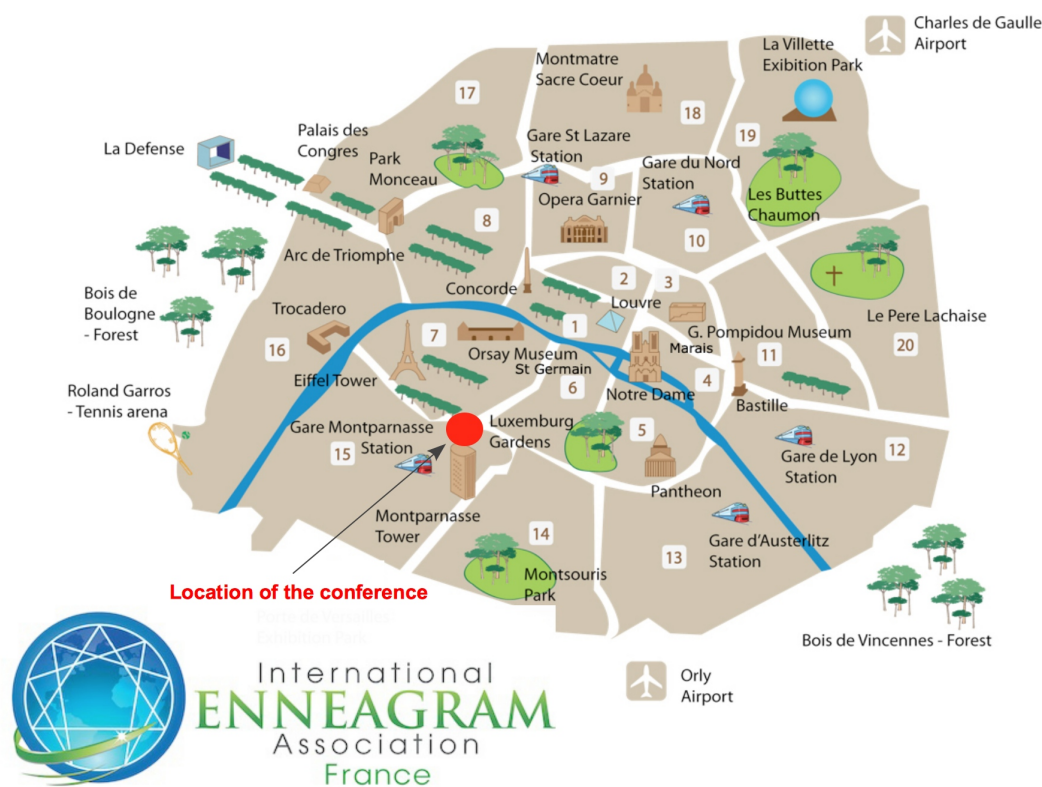 Charles de Gaulle
Airport
La Villette
Exibition Park
Montmatre
Sacre Coeur
17
18
19
La Defense
Palais des
Congres
Park
Monceau
Gare St Lazare
Station
Gare du Nord
Station
9
Opera Garnier
Les Buttes
Chaumon
8
10
Arc de Triomphe
Concorde
2
3
Louvre
Bois de
Boulogne
- Forest
Trocadero
Le Pere Lachaise
16
7
1
G. Pompidou Museum
Marais
11
20
Orsay Museum
St Germain
Eiffel Tower
6
4
Notre Dame
Bastille
Roland Garros
- Tennis arena
Gare Montparnasse
Station
Luxemburg
Gardens
5
15
12
Gare de Lyon
Station
Pantheon
Montparnasse
Tower
14
13
Gare d'Austerlitz
Station
Montsouris
Park
Location of the conference
Porte de Versailles
Exhibition Park
Bois de Vincennes - Forest
Orly
Airport
International
ENNEAGRAM
Association
France